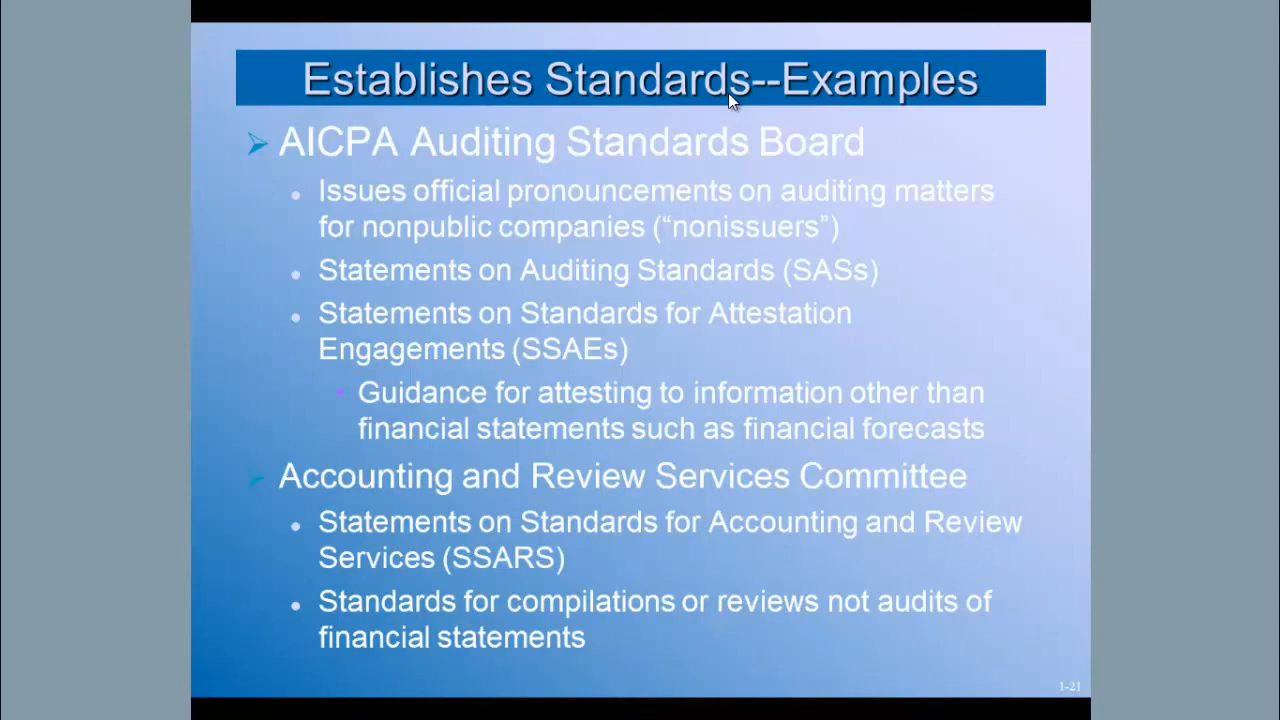 Establishes Standards--Examples
AICPA Auditing Standards Board
Issues official pronouncements on auditing matters
for nonpublic companies (“nonissuers”)
Statements on Auditing Standards (SASs)
Statements on Standards for Attestation
Engagements (SSAEs)
Guidance for attesting to information other than
financial statements such as financial forecasts
Accounting and Review Services Committee
Statements on Standards for Accounting and Review
Services (SSARS)
Standards for compilations or reviews not audits of
financial statements
1-21